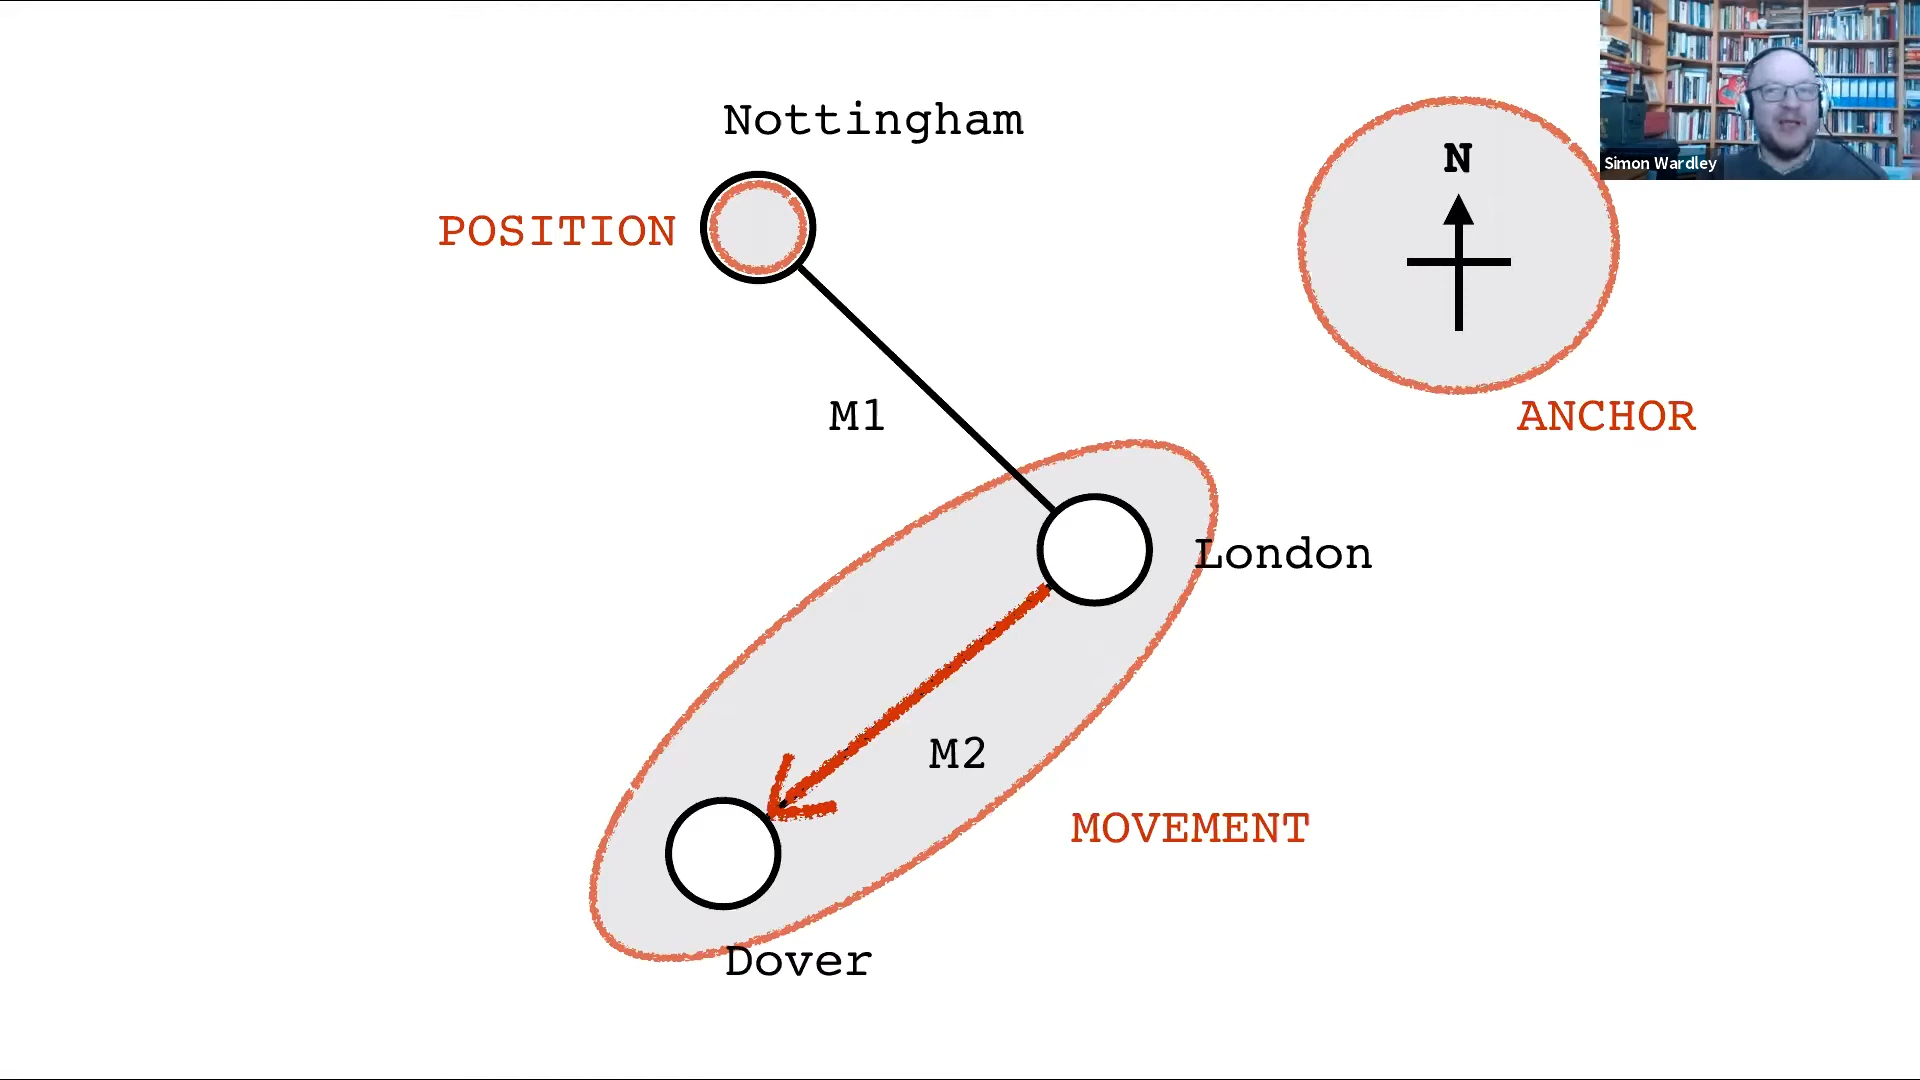 Nottingham
N
Simon Wardley
POSITION
M1
ANCHOR
London
M2
MOVEMENT
Dover